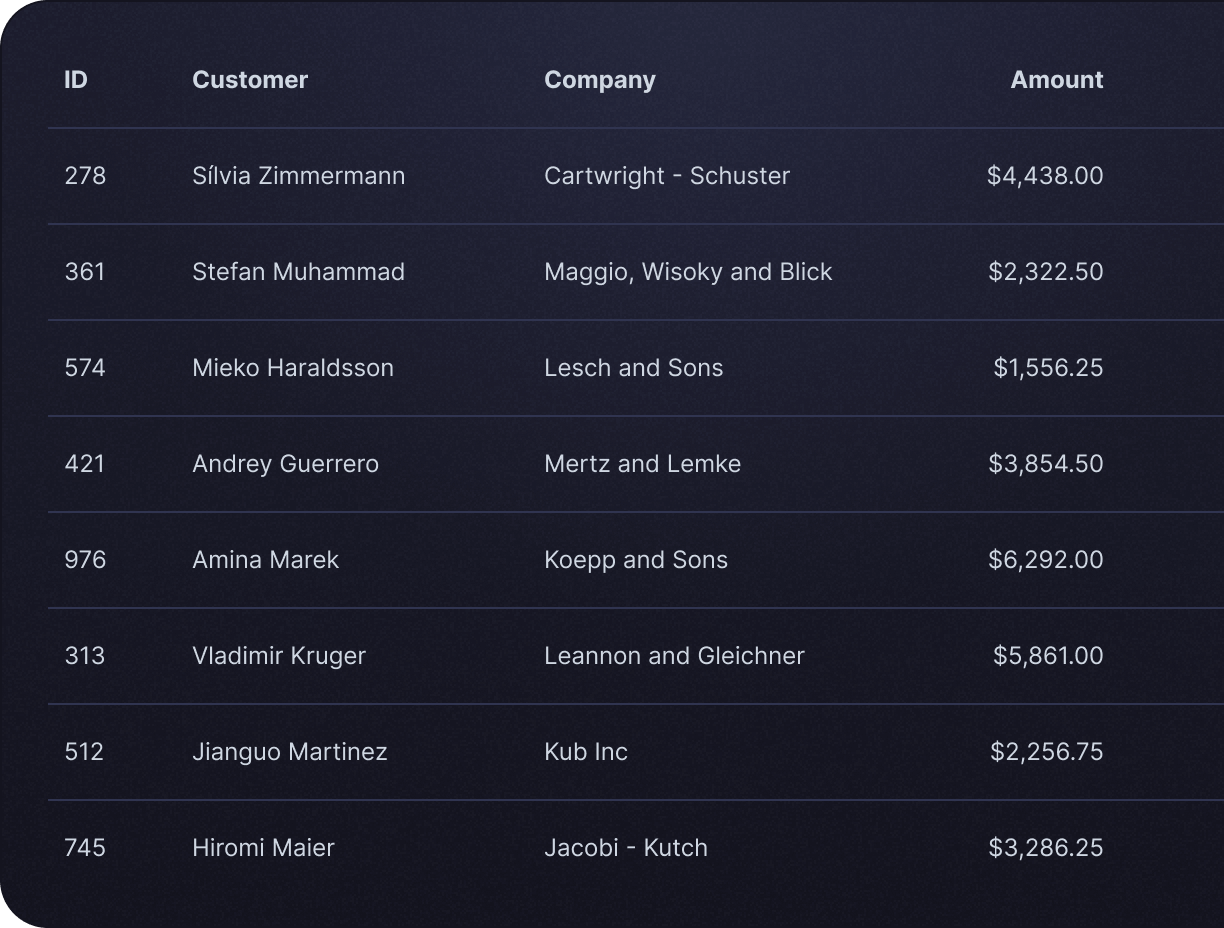 ID Customer Company Amount
278 Sílvia Zimmermann Cartwright - Schuster $4,438.00
361 Stefan Muhammad Maggio, Wisoky and Blick $2,322.50
574 Mieko Haraldsson Lesch and Sons $1,556.25
421 Andrey Guerrero Mertz and Lemke $3,854.50
976 Amina Marek Koepp and Sons $6,292.00
313 Vladimir Kruger Leannon and Gleichner $5,861.00
512 Jianguo Martinez Kub Inc $2,256.75
745 Hiromi Maier Jacobi - Kutch $3,286.25